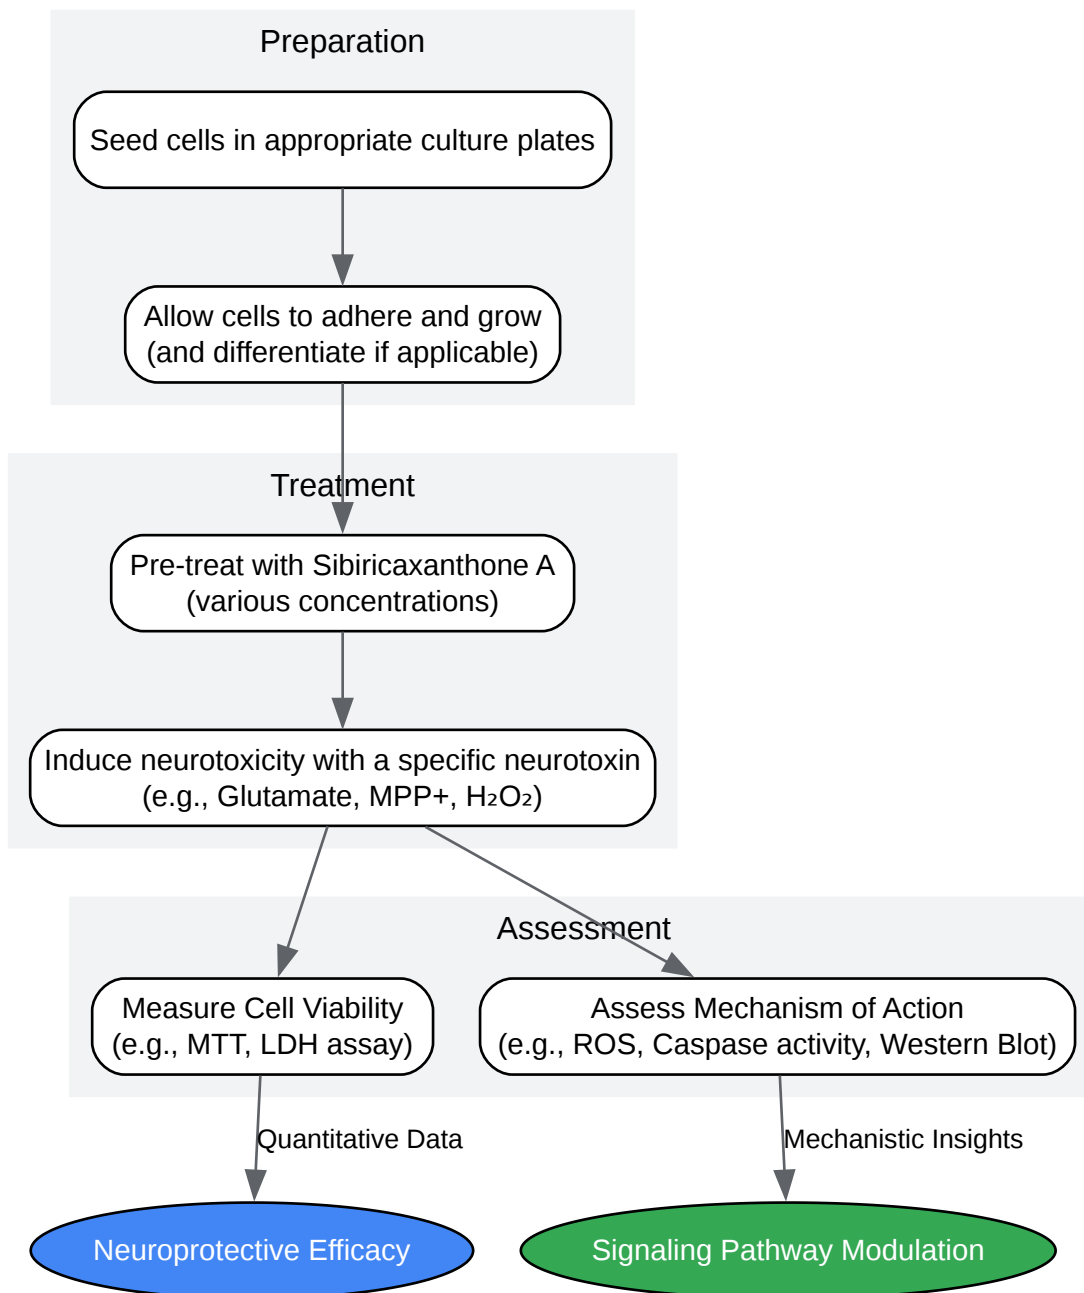 Preparation
Seed cells in appropriate culture plates
Allow cells to adhere and grow
(and differentiate if applicable)
Treatment
Pre-treat with Sibiricaxanthone A
(various concentrations)
Induce neurotoxicity with a specific neurotoxin
(e.g., Glutamate, MPP+, H₂O₂)
Assessment
Measure Cell Viability
(e.g., MTT, LDH assay)
Assess Mechanism of Action
(e.g., ROS, Caspase activity, Western Blot)
Quantitative Data
Mechanistic Insights
Neuroprotective Efficacy
Signaling Pathway Modulation